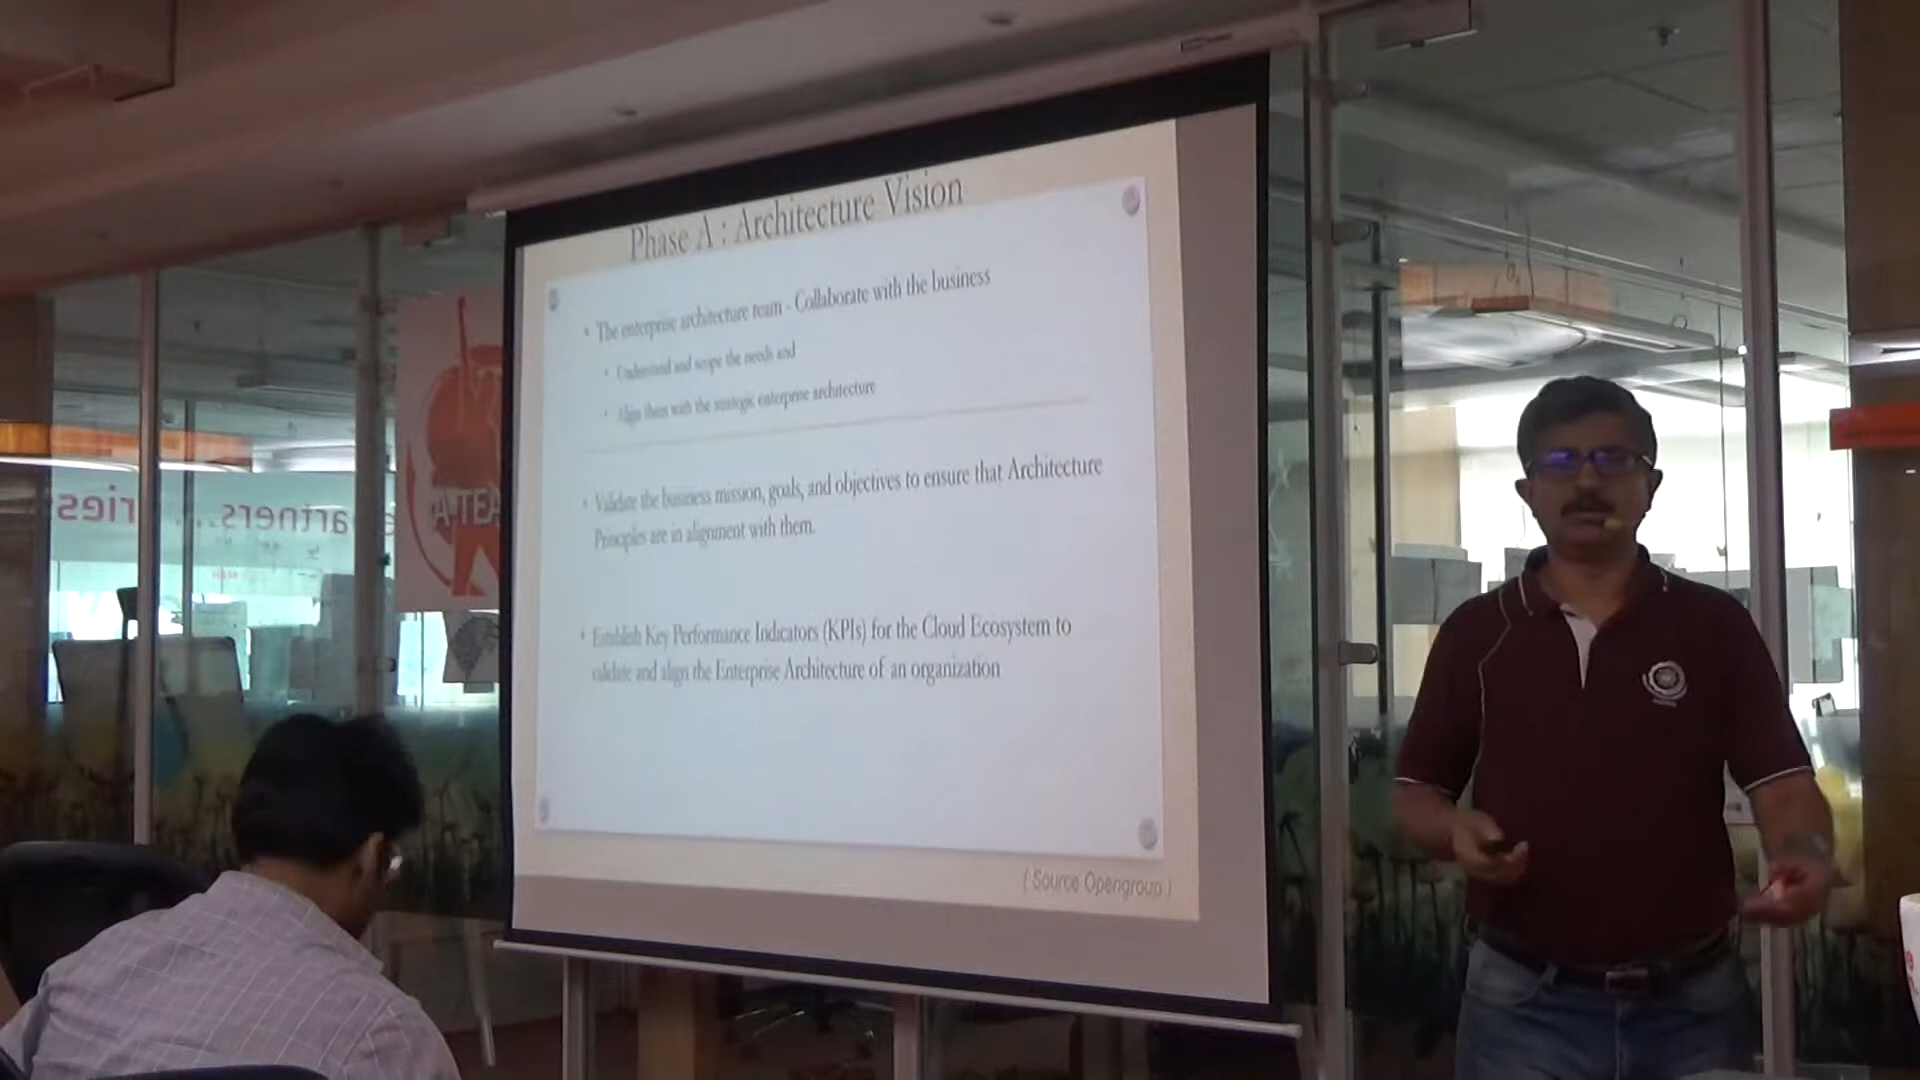 Phase A : Architecture Vision
• The enterprise architecture team - Collaborate with the business
• Understand and scope the needs and
• Align them with the strategic enterprise architecture
• Validate the business mission, goals, and objectives to ensure that Architecture
Principles are in alignment with them.
• Establish Key Performance Indicators (KPIs) for the Cloud Ecosystem to
validate and align the Enterprise Architecture of an organization
( Source Opengroup )
artners....
ries